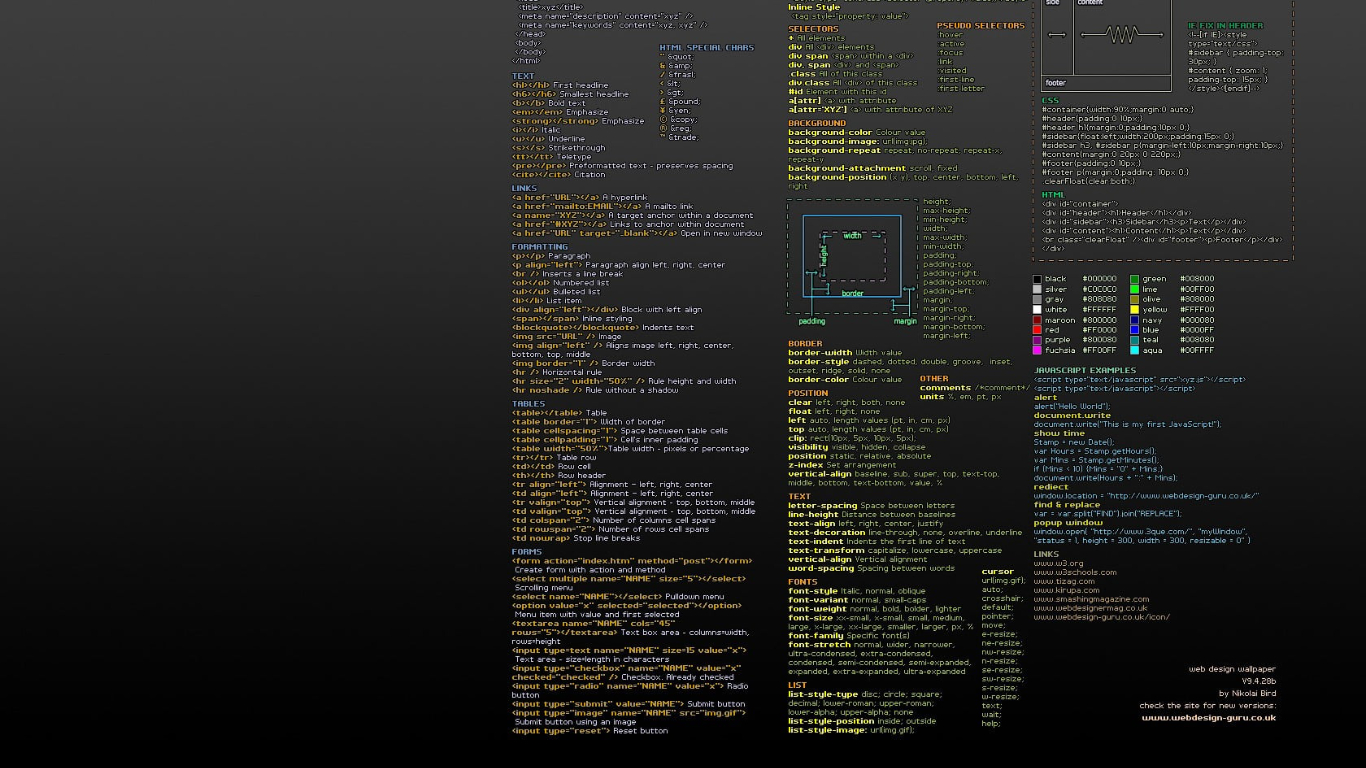 <title>xyz</title>
<meta name="description" content="xyz" />
<meta name="keywords" content="xyz, xyz" />
</head>
<body>
</body>
</html>
HTML SPECIAL CHARS
" &quot;
& &amp;
/ &frasl;
< &lt;
> &gt;
£ &pound;
¥ &yen;
© &copy;
® &reg;
™ &trade;
TEXT
<h1></h1> First headline
<h6></h6> Smallest headline
<b></b> Bold text
<em></em> Emphasize
<strong></strong> Emphasize
<i></i> Italic
<u></u> Underline
<s></s> Strikethrough
<tt></tt> Teletype
<pre></pre> Preformatted text - preserves spacing
<cite></cite> Citation
LINKS
<a href="URL"></a> A hyperlink
<a href="mailto:EMAIL"></a> A mailto link
<a name="XYZ"></a> A target anchor within a document
<a href="#XYZ"></a> Links to anchor within document
<a href="URL" target="_blank"></a> Open in new window
FORMATTING
<p></p> Paragraph
<p align="left"> Paragraph align left, right, center
<br /> Inserts a line break
<ol></ol> Numbered list
<ul></ul> Bulleted list
<li></li> List item
<div align="left"></div> Block with left align
<span></span> Inline styling
<blockquote></blockquote> Indents text
<img src="URL" /> Image
<img align="left" /> Aligns image left, right, center,
bottom, top, middle
<img border="1" /> Border width
<hr /> Horizontal rule
<hr size="2" width="50%" /> Rule height and width
<hr noshade /> Rule without a shadow
TABLES
<table></table> Table
<table border="1"> Width of border
<table cellspacing="1"> Space between table cells
<table cellpadding="1"> Cell's inner padding
<table width="50%">Table width - pixels or percentage
<tr></tr> Table row
<td></td> Row cell
<th></th> Row header
<tr align="left"> Alignment - left, right, center
<td align="left"> Alignment - left, right, center
<tr valign="top"> Vertical alignment - top, bottom, middle
<td valign="top"> Vertical alignment - top, bottom, middle
<td colspan="2"> Number of columns cell spans
<td rowspan="2"> Number of rows cell spans
<td nowrap> Stop line breaks
FORMS
<form action="index.htm" method="post"></form>
Create form with action and method
<select multiple name="NAME" size="5"></select>
Scrolling menu
<select name="NAME"></select> Pulldown menu
<option value="x" selected="selected"></option>
Menu item with value and first selected
<textarea name="NAME" cols="45"
rows="5"></textarea> Text box area - columns=width,
rows=height
<input type=text name="NAME" size=15 value="x">
Text area - size=length in characters
<input type="checkbox" name="NAME" value="x"
checked="checked" /> Checkbox. Already checked
<input type="radio" name="NAME" value="x"> Radio
button
<input type="submit" value="NAME"> Submit button
<input type="image" name="NAME" src="img.gif">
Submit button using an image
<input type="reset"> Reset button
Inline Style
<tag style="property: value">
SELECTORS
* All elements
div All <div> elements
div span <span> within a <div>
div, span <div> and <span>
.class All of this class
div.class All <div> of this class
#id Element with this id
a[attr] <a> with attribute
a[attr="XYZ"] <a> with attribute of XYZ
PSEUDO SELECTORS
:hover
:active
:focus
:link
:visited
:first-line
:first-letter
BACKGROUND
background-color Colour value
background-image: url(img.jpg);
background-repeat repeat, no-repeat, repeat-x,
repeat-y
background-attachment scroll, fixed
background-position (x y), top, center, bottom, left,
right
width
height
border
padding
margin
height;
max-height;
min-height;
width;
max-width;
min-width;
padding;
padding-top;
padding-right;
padding-bottom;
padding-left;
margin;
margin-top;
margin-right;
margin-bottom;
margin-left;
BORDER
border-width Width value
border-style dashed, dotted, double, groove, inset,
outset, ridge, solid, none
border-color Colour value
OTHER
comments /*comment*/
units %, em, pt, px
POSITION
clear left, right, both, none
float left, right, none
left auto, length values (pt, in, cm, px)
top auto, length values (pt, in, cm, px)
clip: rect(10px, 5px, 10px, 5px);
visibility visible, hidden, collapse
position static, relative, absolute
z-index Set arrangement
vertical-align baseline, sub, super, top, text-top,
middle, bottom, text-bottom, value, %
TEXT
letter-spacing Space between letters
line-height Distance between baselines
text-align left, right, center, justify
text-decoration line-through, none, overline, underline
text-indent Indents the first line of text
text-transform capitalize, lowercase, uppercase
vertical-align Vertical alignment
word-spacing Spacing between words
FONTS
font-style Italic, normal, oblique
font-variant normal, small-caps
font-weight normal, bold, bolder, lighter
font-size xx-small, x-small, small, medium,
large, x-large, xx-large, smaller, larger, px, %
font-family Specific font(s)
font-stretch normal, wider, narrower,
ultra-condensed, extra-condensed,
condensed, semi-condensed, semi-expanded,
expanded, extra-expanded, ultra-expanded
LIST
list-style-type disc; circle; square;
decimal; lower-roman; upper-roman;
lower-alpha; upper-alpha; none
list-style-position inside; outside
list-style-image: url(img.gif);
cursor
url(img.gif);
auto;
crosshair;
default;
pointer;
move;
e-resize;
ne-resize;
nw-resize;
n-resize;
se-resize;
sw-resize;
s-resize;
w-resize;
text;
wait;
help;
side
content
footer
IE FIX IN HEADER
<!--[if IE]><style
type="text/css">
#sidebar { padding-top:
30px; }
#content { zoom: 1;
padding-top: 15px; }
</style><![endif]-->
CSS
#container{width:90%;margin:0 auto;}
#header{padding:0 10px;}
#header h1{margin:0;padding:10px 0;}
#sidebar{float:left;width:200px;padding:15px 0;}
#sidebar h3, #sidebar p{margin-left:10px;margin-right:10px;}
#content{margin:0 20px 0 220px;}
#footer{padding:0 10px;}
#footer p{margin:0;padding: 10px 0;}
.clearFloat{clear:both;}
HTML
<div id="container">
<div id="header"><h1>Header</h1></div>
<div id="sidebar"><h3>Sidebar</h3><p>Text</p></div>
<div id="content"><h1>Content</h1><p>Text</p></div>
<br class="clearFloat" /><div id="footer"><p>Footer</p></div>
</div>
black #000000 green #008000
silver #C0C0C0 lime #00FF00
gray #808080 olive #808000
white #FFFFFF yellow #FFFF00
maroon #800000 navy #000080
red #FF0000 blue #0000FF
purple #800080 teal #008080
fuchsia #FF00FF aqua #00FFFF
JAVASCRIPT EXAMPLES
<script type="text/javascript" src="xyz.js"></script>
<script type="text/javascript"></script>
alert
alert("Hello World");
document.write
document.write("This is my first JavaScript!");
show time
Stamp = new Date();
var Hours = Stamp.getHours();
var Mins = Stamp.getMinutes();
if (Mins < 10) {Mins = "0" + Mins;}
document.write(Hours + ":" + Mins);
rediect
window.location = "http://www.webdesign-guru.co.uk/"
find & replace
var = var.split("FIND").join("REPLACE");
popup window
window.open( "http://www.3que.com/", "myWindow",
"status = 1, height = 300, width = 300, resizable = 0" )
LINKS
www.w3.org
www.w3schools.com
www.tizag.com
www.kirupa.com
www.smashingmagazine.com
www.webdesignermag.co.uk
www.webdesign-guru.co.uk/icon/
web design wallpaper
V9.4.28b
by Nikolai Bird
check the site for new versions:
www.webdesign-guru.co.uk